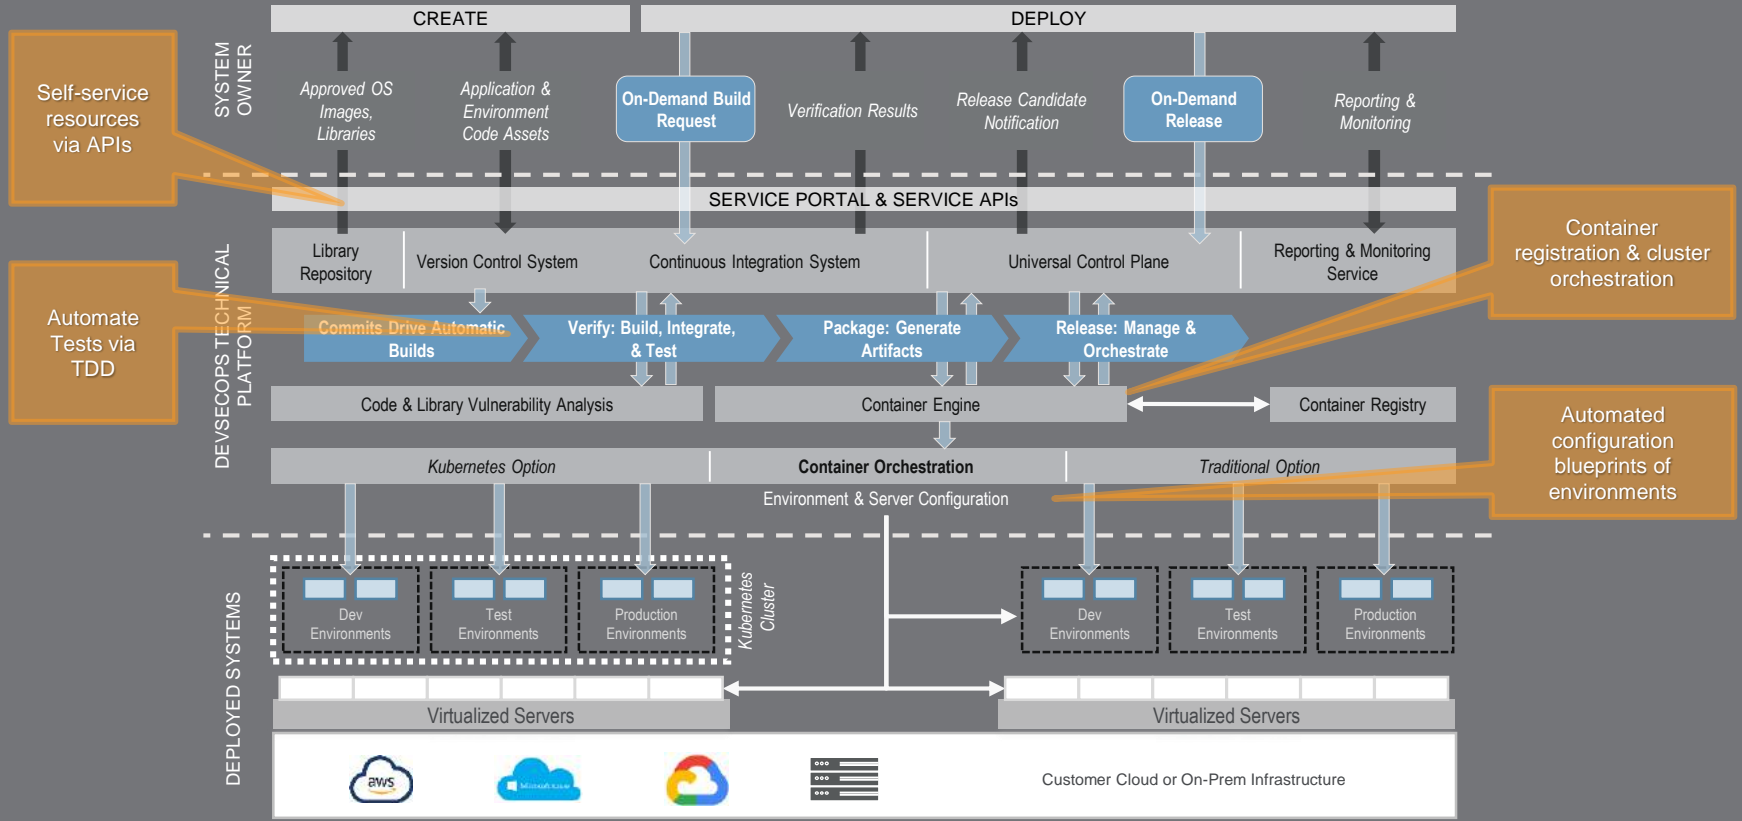 CREATE
DEPLOY
SYSTEM
OWNER
Self-service
resources
via APIs
Approved OS
Images,
Libraries
Application &
Environment
Code Assets
On-Demand Build
Request
Verification Results
Release Candidate
Notification
On-Demand
Release
Reporting &
Monitoring
SERVICE PORTAL & SERVICE APIs
DEVSECOPS TECHNICAL
PLATFORM
Library
Repository
Version Control System
Continuous Integration System
Universal Control Plane
Reporting & Monitoring
Service
Container
registration & cluster
orchestration
Automate
Tests via
TDD
Commits Drive Automatic
Builds
Verify: Build, Integrate,
& Test
Package: Generate
Artifacts
Release: Manage &
Orchestrate
Code & Library Vulnerability Analysis
Container Engine
Container Registry
Automated
configuration
blueprints of
environments
Kubernetes Option
Container Orchestration
Traditional Option
Environment & Server Configuration
DEPLOYED SYSTEMS
Dev
Environments
Test
Environments
Production
Environments
Kubernetes
Cluster
Dev
Environments
Test
Environments
Production
Environments
Virtualized Servers
Virtualized Servers
aws
Microsoft Azure
Customer Cloud or On-Prem Infrastructure